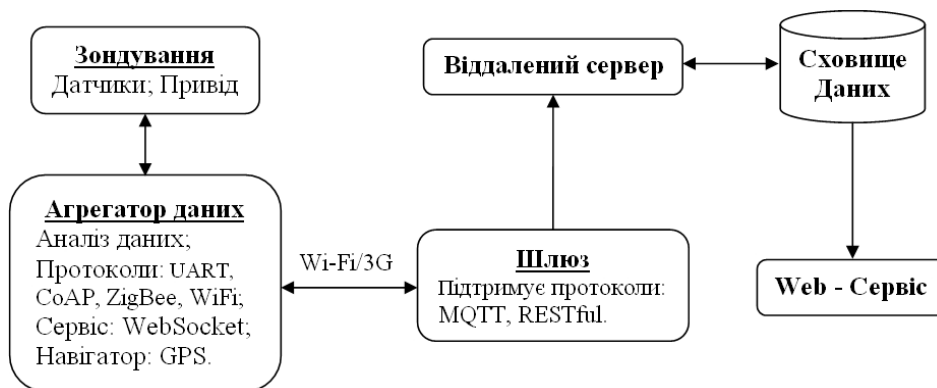 Зондування
Датчики; Привід
Віддалений сервер
Сховище
Даних
Агрегатор даних
Аналіз даних;
Протоколи: UART,
CoAP, ZigBee, WiFi;
Сервіс: WebSocket;
Навігатор: GPS.
Wi-Fi/3G
Шлюз
Підтримує протоколи:
MQTT, RESTful.
Web - Сервіс